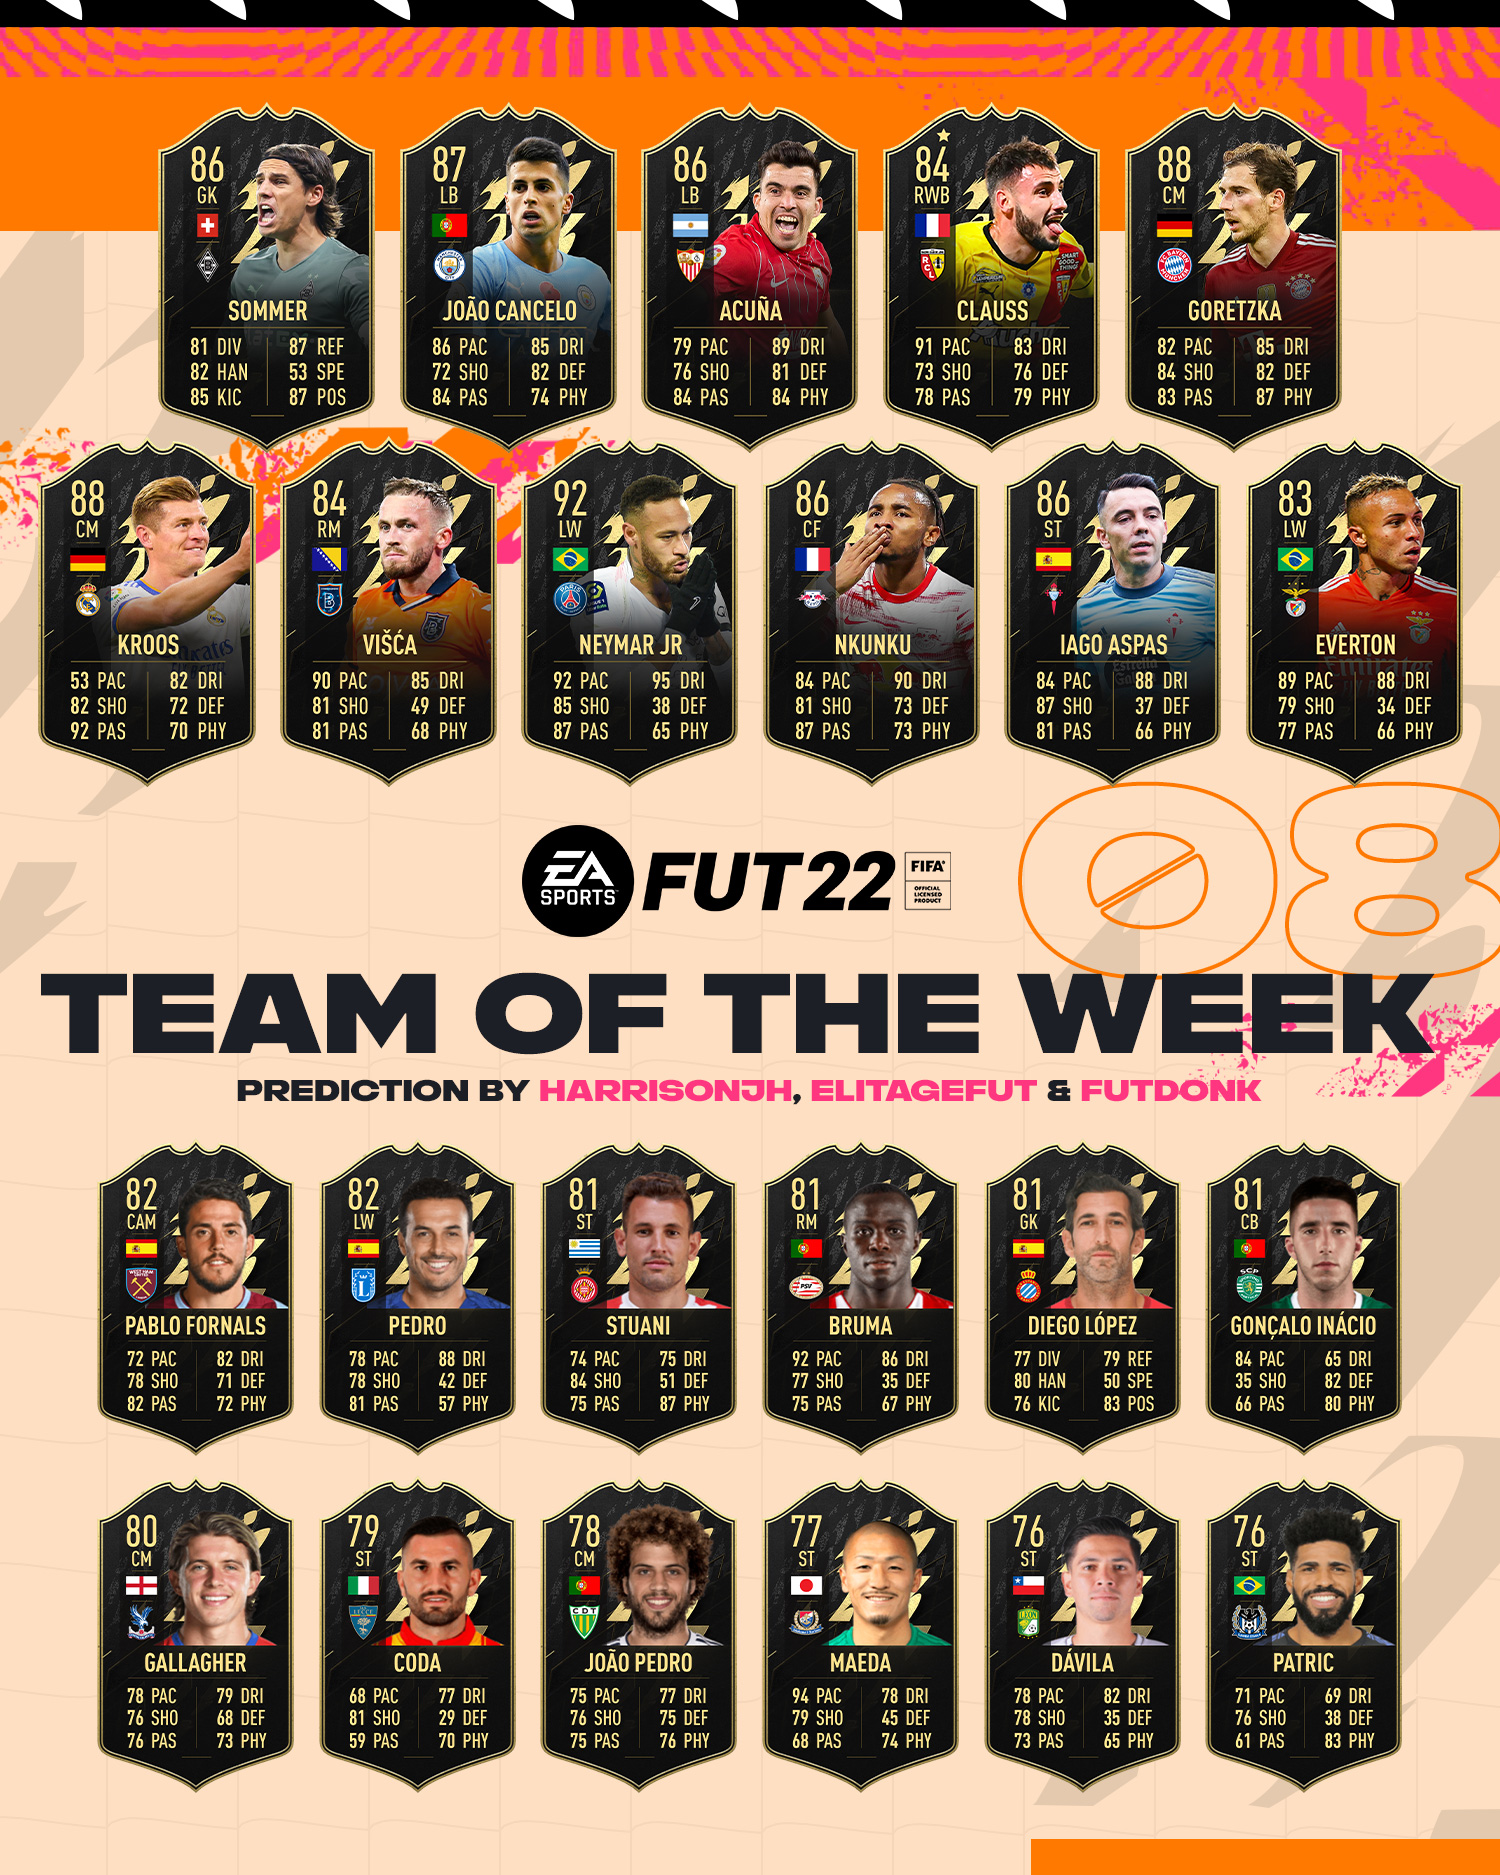 86 87 86 84 88
GK LB LB RWB CM
SOMMER JOÃO CANCELO ACUÑA CLAUSS GORETZKA
81 DIV 87 REF 86 PAC 85 DRI 79 PAC 89 DRI 91 PAC 83 DRI 82 PAC 85 DRI
82 HAN 53 SPE 72 SHO 82 DEF 76 SHO 81 DEF 73 SHO 76 DEF 84 SHO 82 DEF
85 KIC 87 POS 84 PAS 74 PHY 84 PAS 84 PHY 78 PAS 79 PHY 83 PAS 87 PHY
88 84 92 86 86 83
CM RM LW CF ST LW
KROOS VIŠĆA NEYMAR JR NKUNKU IAGO ASPAS EVERTON
53 PAC 82 DRI 90 PAC 85 DRI 92 PAC 95 DRI 84 PAC 90 DRI 84 PAC 88 DRI 89 PAC 88 DRI
82 SHO 72 DEF 81 SHO 49 DEF 85 SHO 38 DEF 81 SHO 73 DEF 87 SHO 37 DEF 79 SHO 34 DEF
92 PAS 70 PHY 81 PAS 68 PHY 87 PAS 65 PHY 87 PAS 73 PHY 81 PAS 66 PHY 77 PAS 66 PHY
08
EA SPORTS FUT 22 FIFA OFFICIAL LICENSED PRODUCT
TEAM OF THE WEEK
PREDICTION BY HARRISONJH, ELITAGEFUT & FUTDONK
82 82 81 81 81 81
CAM LW ST RM GK CB
PABLO FORNALS PEDRO STUANI BRUMA DIEGO LÓPEZ GONÇALO INÁCIO
72 PAC 82 DRI 78 PAC 88 DRI 74 PAC 75 DRI 92 PAC 86 DRI 77 DIV 79 REF 84 PAC 65 DRI
78 SHO 71 DEF 78 SHO 42 DEF 84 SHO 51 DEF 77 SHO 35 DEF 80 HAN 50 SPE 35 SHO 82 DEF
82 PAS 72 PHY 81 PAS 57 PHY 75 PAS 87 PHY 75 PAS 67 PHY 76 KIC 83 POS 66 PAS 80 PHY
80 79 78 77 76 76
CM ST CM ST ST ST
GALLAGHER CODA JOÃO PEDRO MAEDA DÁVILA PATRIC
78 PAC 79 DRI 68 PAC 77 DRI 75 PAC 77 DRI 94 PAC 78 DRI 78 PAC 82 DRI 71 PAC 69 DRI
76 SHO 68 DEF 81 SHO 29 DEF 76 SHO 75 DEF 79 SHO 45 DEF 78 SHO 35 DEF 76 SHO 38 DEF
76 PAS 73 PHY 59 PAS 70 PHY 75 PAS 76 PHY 68 PAS 74 PHY 73 PAS 65 PHY 61 PAS 83 PHY